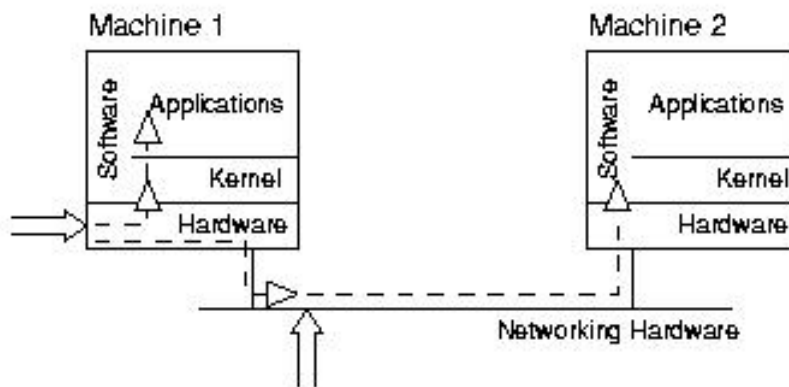 Machine 1
Software
Applications
Kernel
Hardware
Machine 2
Software
Applications
Kernel
Hardware
Networking Hardware